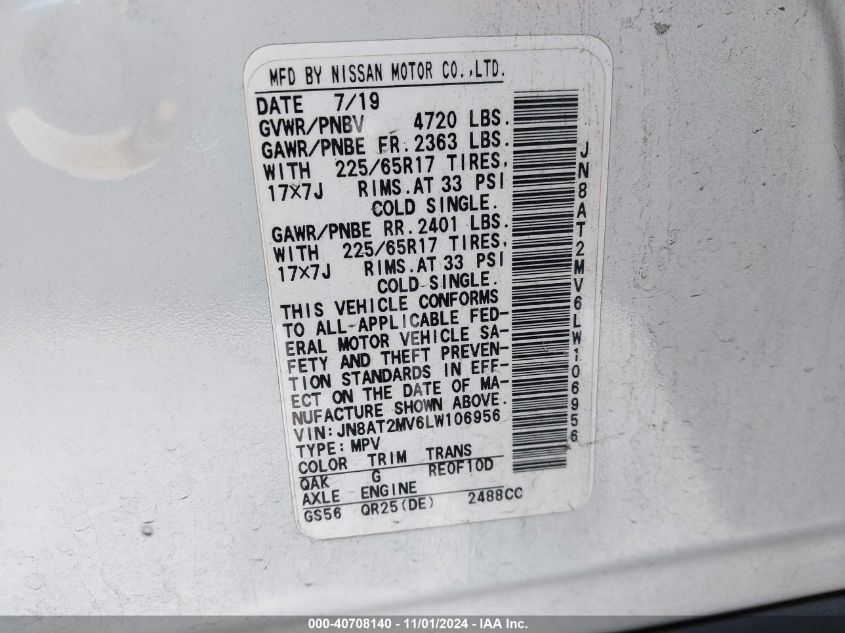 MFD BY NISSAN MOTOR CO.,LTD.
DATE 7/19
GVWR/PNBV 4720 LBS.
GAWR/PNBE FR.2363 LBS.
WITH 225/65R17 TIRES,
17X7J RIMS.AT 33 PSI
COLD SINGLE.
GAWR/PNBE RR.2401 LBS.
WITH 225/65R17 TIRES,
17X7J RIMS.AT 33 PSI
COLD SINGLE.
THIS VEHICLE CONFORMS
TO ALL-APPLICABLE FED-
ERAL MOTOR VEHICLE SA-
FETY AND THEFT PREVEN-
TION STANDARDS IN EFF-
ECT ON THE DATE OF MA-
NUFACTURE SHOWN ABOVE.
VIN:JN8AT2MV6LW106956
TYPE:MPV
COLOR TRIM TRANS
QAK G RE0F10D
AXLE ENGINE
GS56 QR25(DE) 2488CC
JN8AT2MV6LW106956
000-40708140 - 11/01/2024 - IAA Inc.